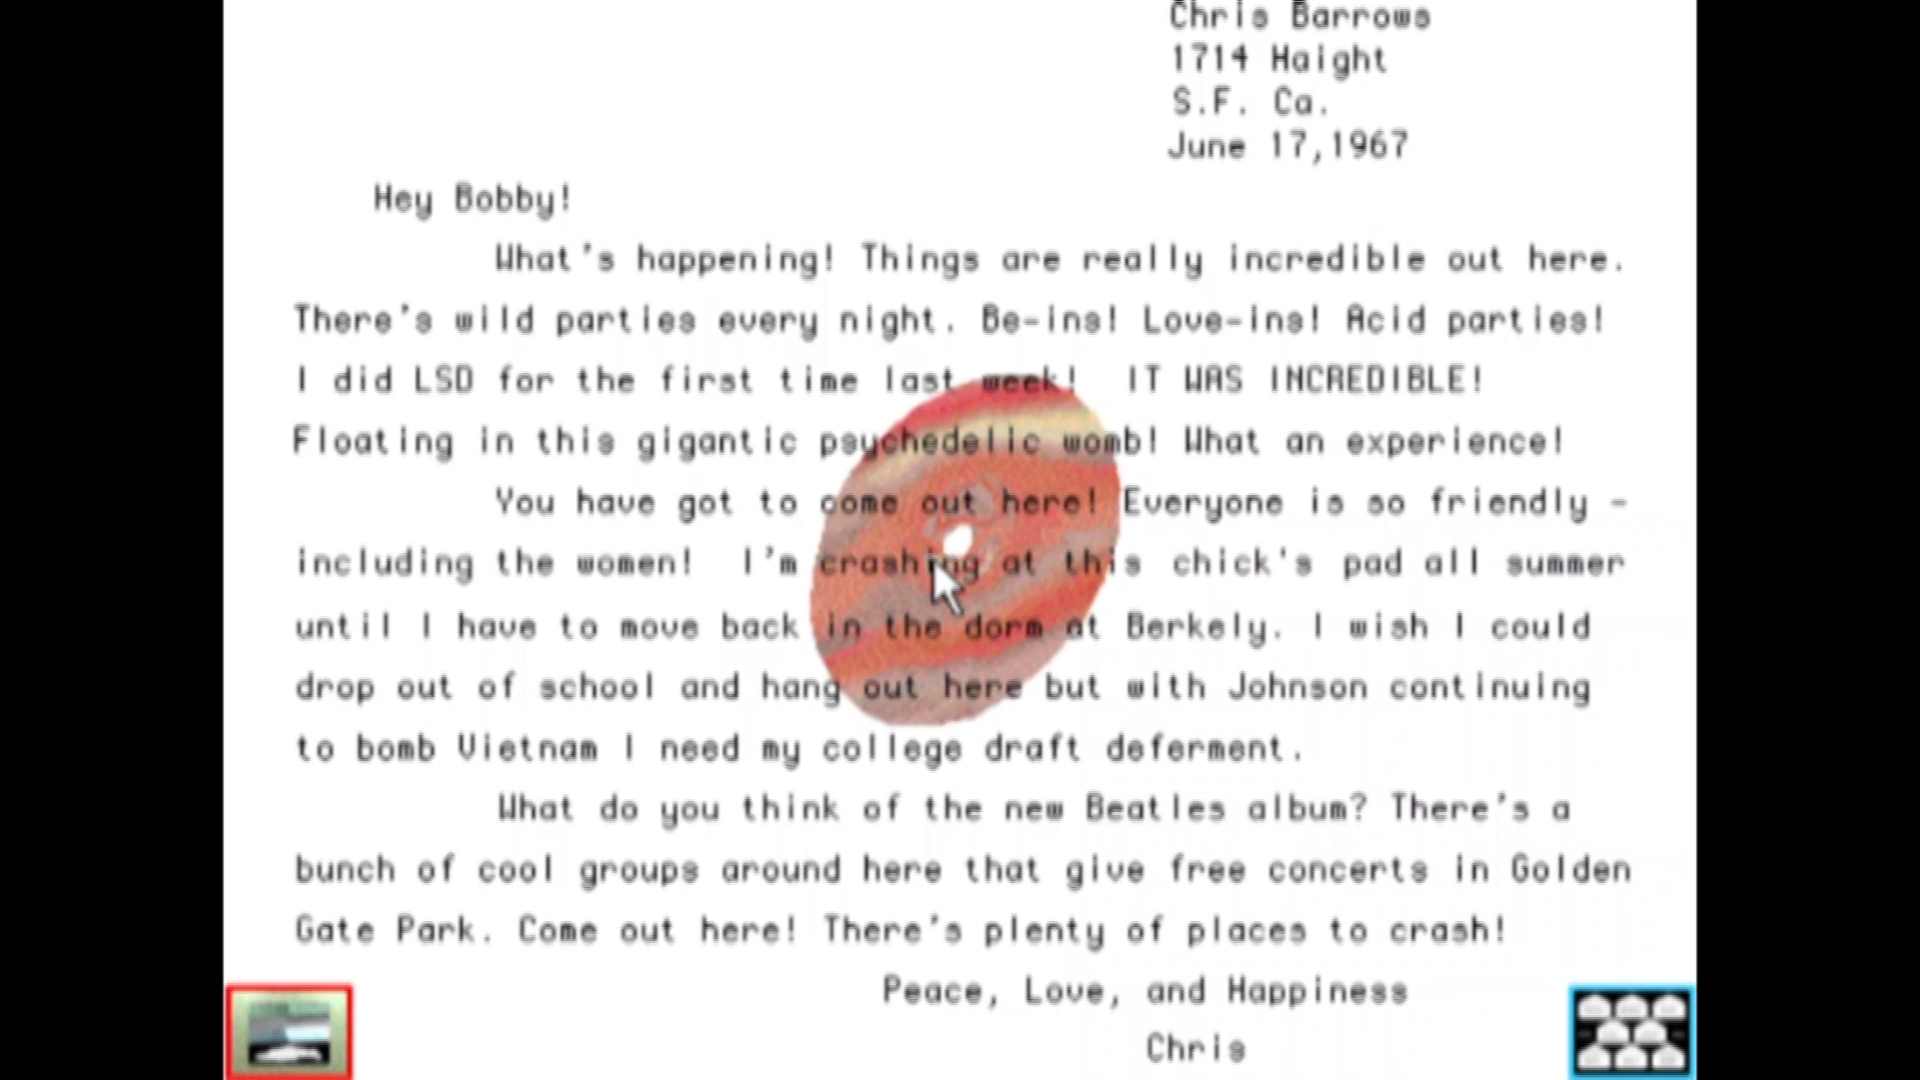 Chris Barrows
1714 Haight
S.F. Ca.
June 17,1967
Hey Bobby!
What's happening! Things are really incredible out here.
There's wild parties every night. Be-ins! Love-ins! Acid parties!
I did LSD for the first time last week!  IT WAS INCREDIBLE!
Floating in this gigantic psychedelic womb! What an experience!
You have got to come out here! Everyone is so friendly -
including the women!  I'm crashing at this chick's pad all summer
until I have to move back in the dorm at Berkely. I wish I could
drop out of school and hang out here but with Johnson continuing
to bomb Vietnam I need my college draft deferment.
What do you think of the new Beatles album? There's a
bunch of cool groups around here that give free concerts in Golden
Gate Park. Come out here! There's plenty of places to crash!
Peace, Love, and Happiness
Chris